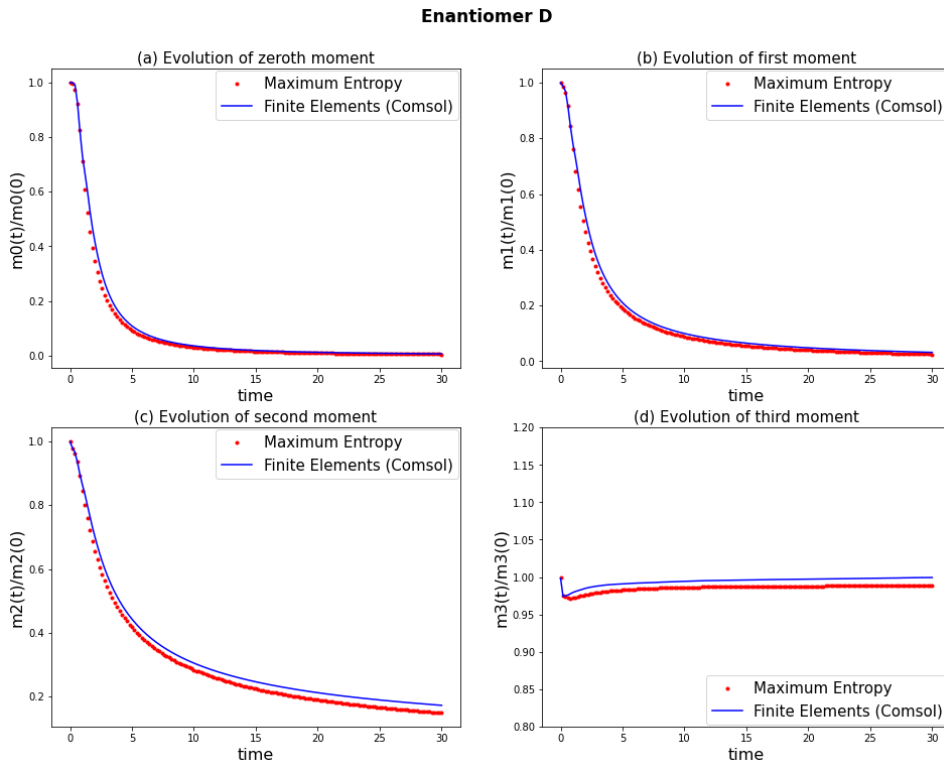 Enantiomer D
(a) Evolution of zeroth moment
m0(t)/m0(0)
1.0
0.8
0.6
0.4
0.2
0.0
Maximum Entropy
Finite Elements (Comsol)
0 5 10 15 20 25 30
time
(b) Evolution of first moment
m1(t)/m1(0)
1.0
0.8
0.6
0.4
0.2
0.0
Maximum Entropy
Finite Elements (Comsol)
0 5 10 15 20 25 30
time
(c) Evolution of second moment
m2(t)/m2(0)
1.0
0.8
0.6
0.4
0.2
Maximum Entropy
Finite Elements (Comsol)
0 5 10 15 20 25 30
time
(d) Evolution of third moment
m3(t)/m3(0)
1.20
1.15
1.10
1.05
1.00
0.95
0.90
0.85
0.80
Maximum Entropy
Finite Elements (Comsol)
0 5 10 15 20 25 30
time